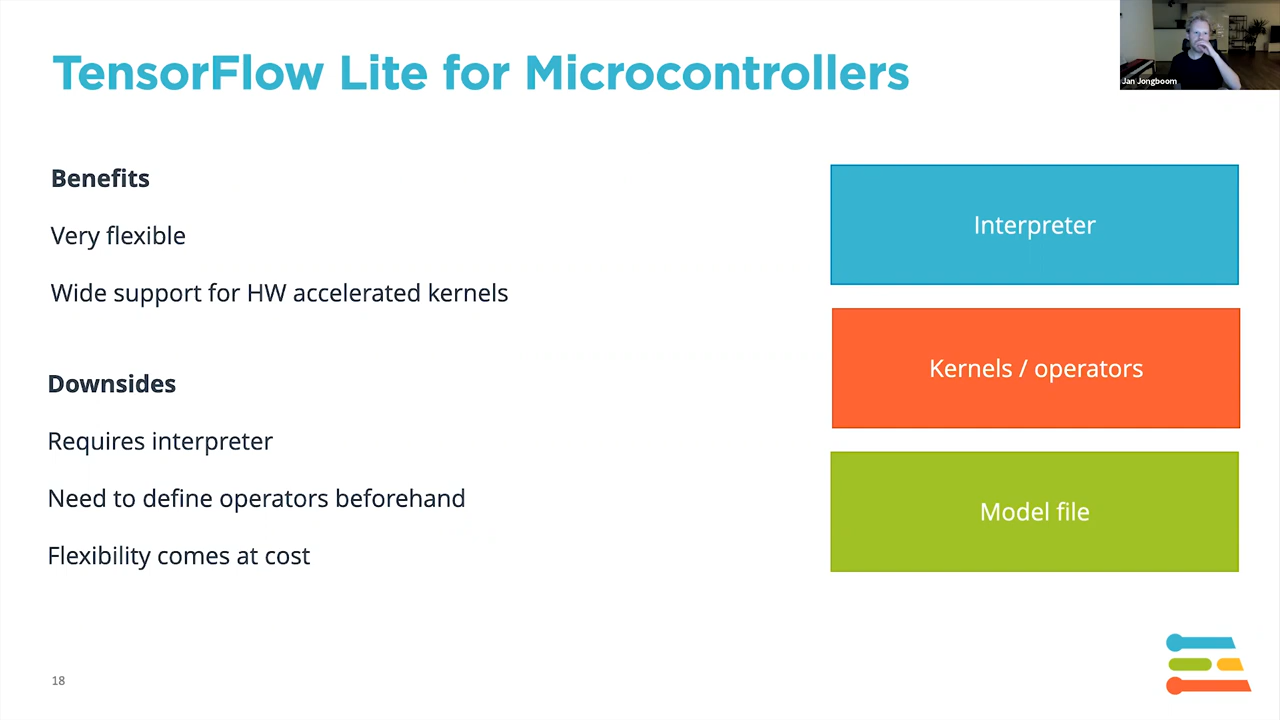 TensorFlow Lite for Microcontrollers
Jan Jongboom
Benefits
Very flexible
Wide support for HW accelerated kernels
Downsides
Requires interpreter
Need to define operators beforehand
Flexibility comes at cost
Interpreter
Kernels / operators
Model file
18